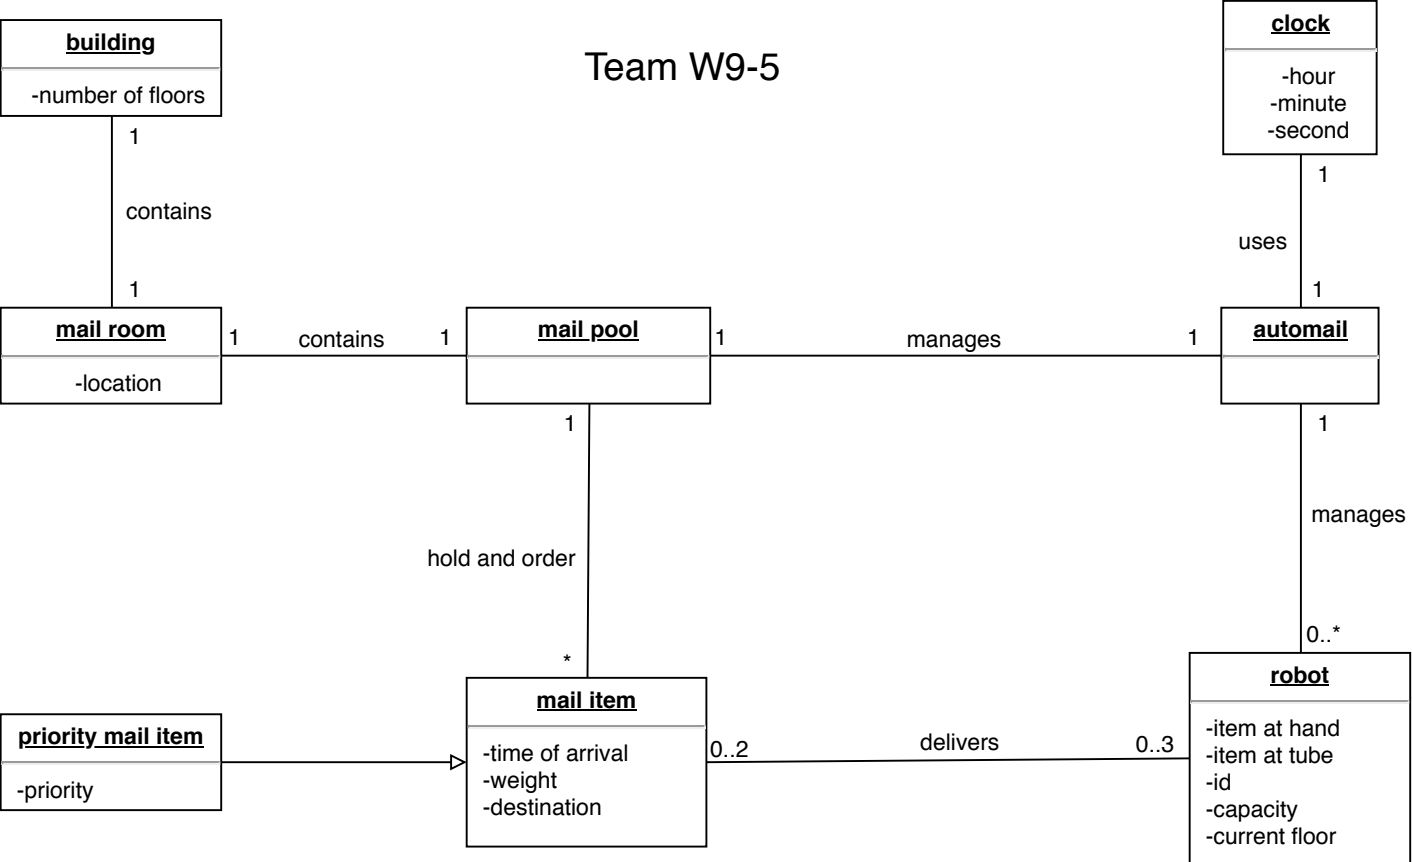 building
-number of floors
Team W9-5
clock
-hour
-minute
-second
1
contains
1
1
uses
1
mail room
-location
1
contains
1
mail pool
1
manages
1
automail
1
hold and order
*
1
manages
0..*
priority mail item
-priority
mail item
-time of arrival
-weight
-destination
0..2
delivers
0..3
robot
-item at hand
-item at tube
-id
-capacity
-current floor